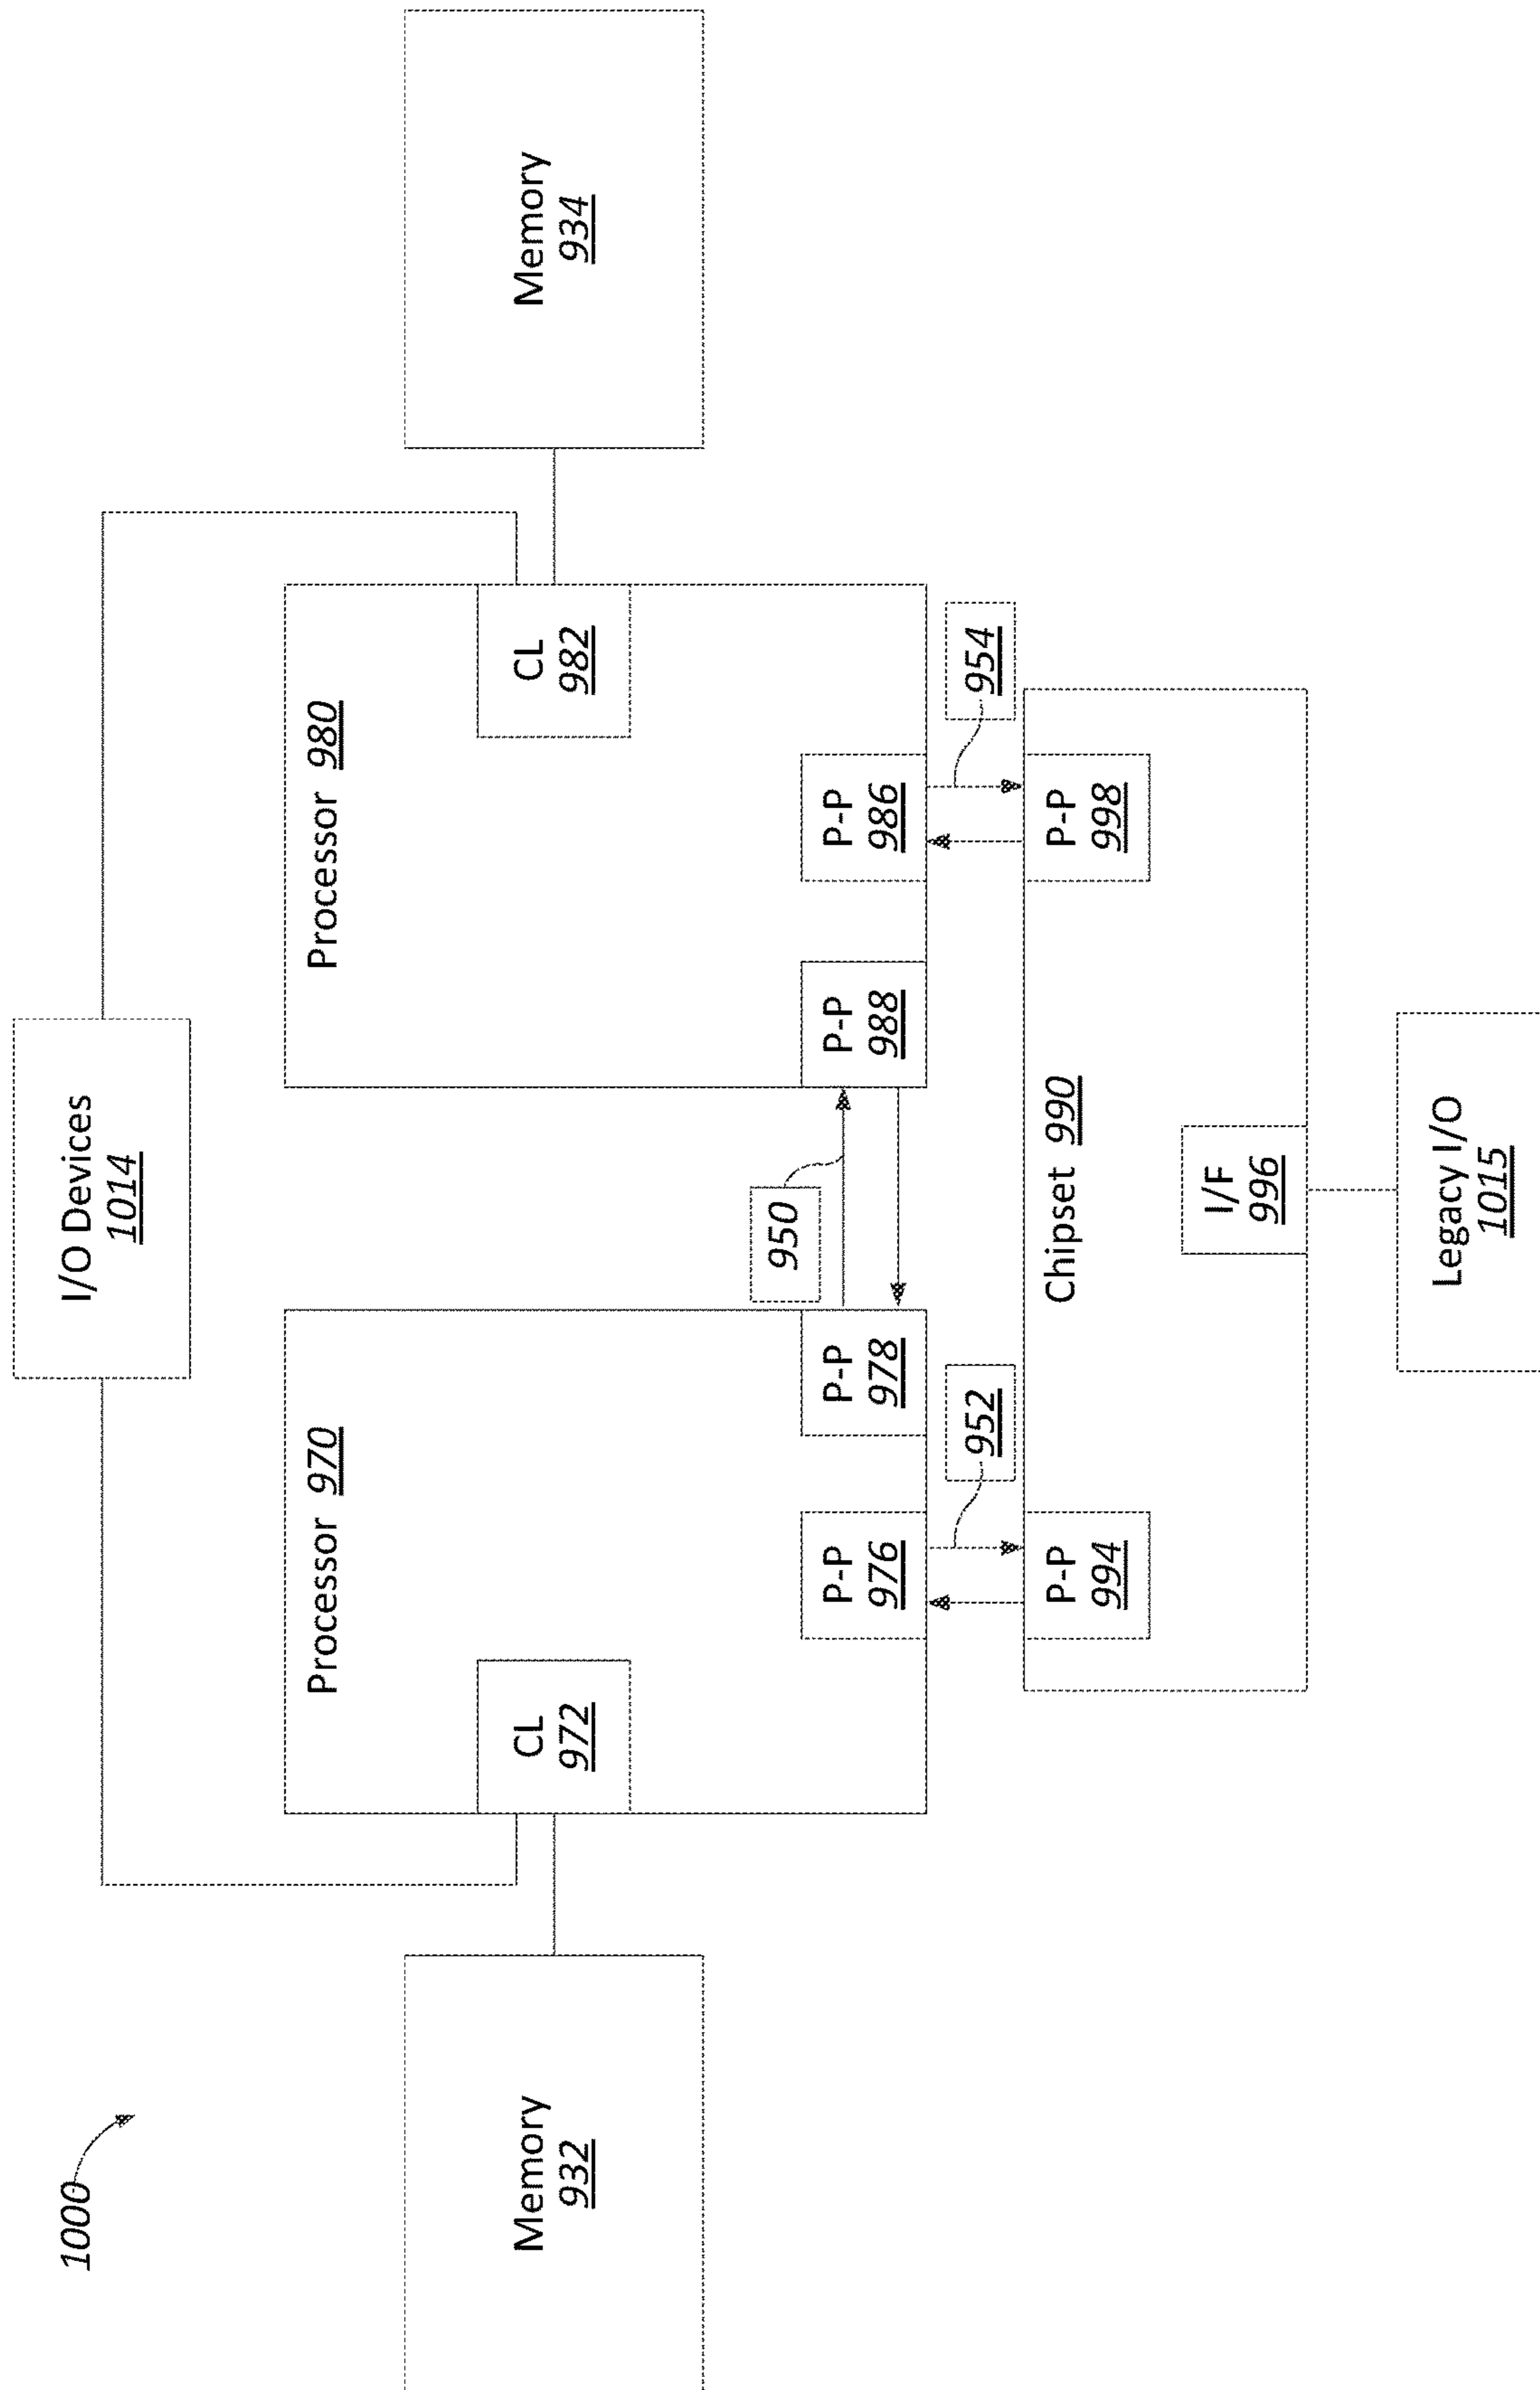 1000
I/O Devices
1014
Processor 970
Processor 980
Memory
932
CL
972
CL
982
Memory
934
950
P-P
976
P-P
978
P-P
988
P-P
986
952
954
P-P
994
Chipset 990
P-P
998
I/F
996
Legacy I/O
1015